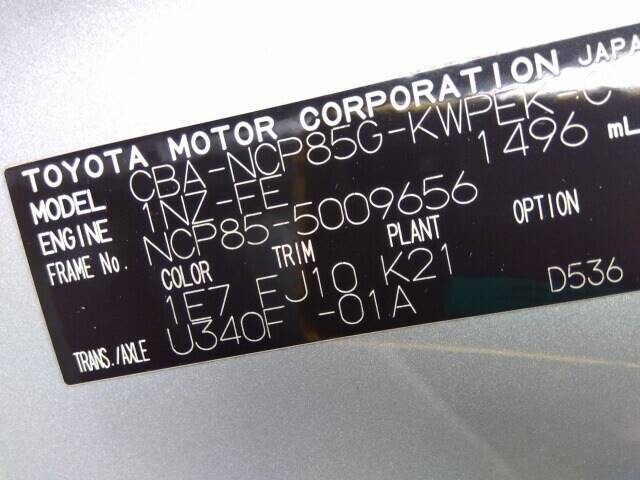 TOYOTA MOTOR CORPORATION JAPA
MODEL CBA-NCP85G-KWPEK-C
ENGINE 1NZ-FE 1496 mL
FRAME No. NCP85-5009656
COLOR TRIM PLANT OPTION
1E7 FJ10 K21
TRANS./AXLE U340F -01A D536